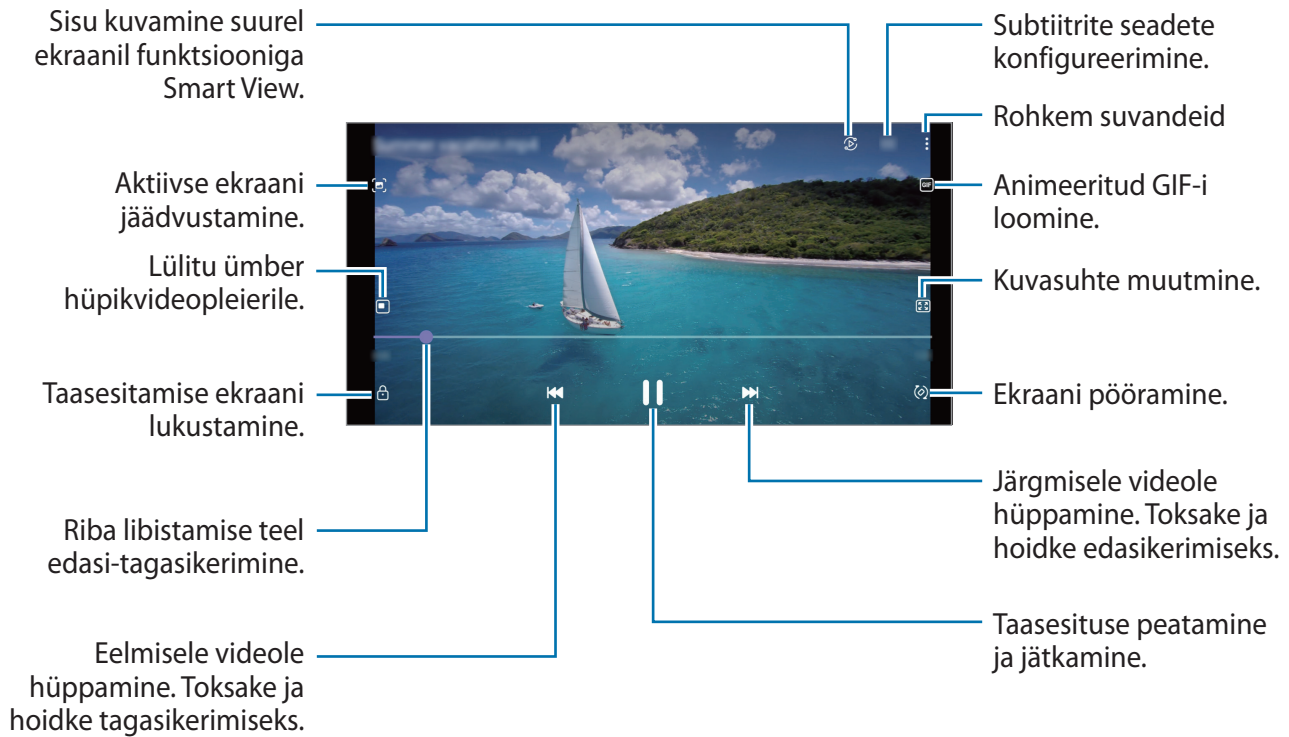 Sisu kuvamine suurel
ekraanil funktsiooniga
Smart View.
Aktiivse ekraani
jäädvustamine.
Lülitu ümber
hüpikvideopleierile.
Taasesitamise ekraani
lukustamine.
Riba libistamise teel
edasi-tagasikerimine.
Eelmisele videole
hüppamine. Toksake ja
hoidke tagasikerimiseks.
GIF
Subtiitrite seadete
konfigureerimine.
Rohkem suvandeid
Animeeritud GIF-i
loomine.
Kuvasuhte muutmine.
Ekraani pööramine.
Järgmisele videole
hüppamine. Toksake ja
hoidke edasikerimiseks.
Taasesituse peatamine
ja jätkamine.